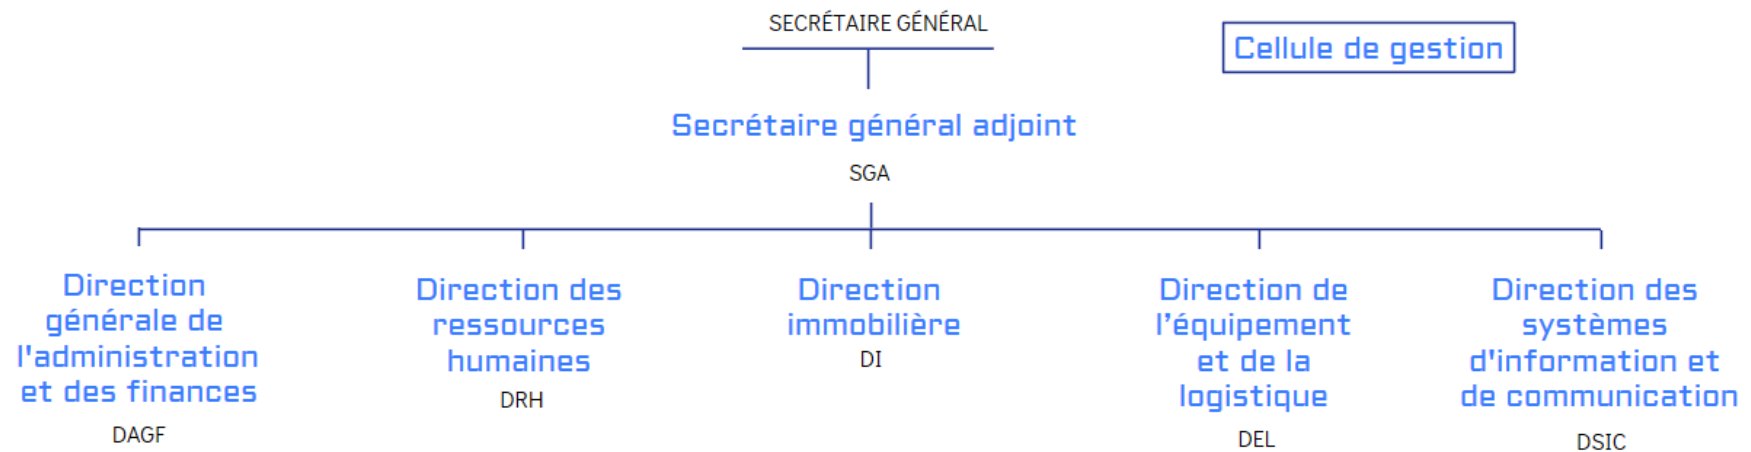 SECRÉTAIRE GÉNÉRAL
Cellule de gestion
Secrétaire général adjoint
SGA
Direction
générale de
l'administration
et des finances
DAGF
Direction des
ressources
humaines
DRH
Direction
immobilière
DI
Direction de
l’équipement
et de la
logistique
DEL
Direction des
systèmes
d'information et
de communication
DSIC